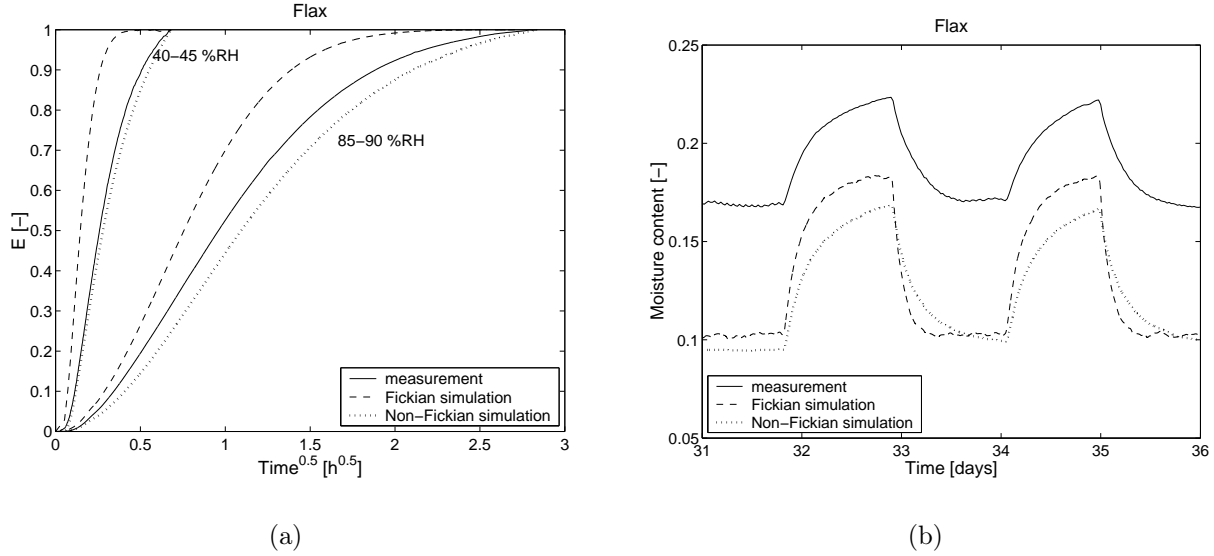 Flax
1
0.9
0.8
0.7
0.6
0.5
0.4
0.3
0.2
0.1
0
E [-]
40-45 %RH
85-90 %RH
measurement
Fickian simulation
Non-Fickian simulation
0 0.5 1 1.5 2 2.5 3
Time^0.5 [h^0.5]
(a)
Flax
0.25
0.2
0.15
0.1
0.05
Moisture content [-]
measurement
Fickian simulation
Non-Fickian simulation
31 32 33 34 35 36
Time [days]
(b)